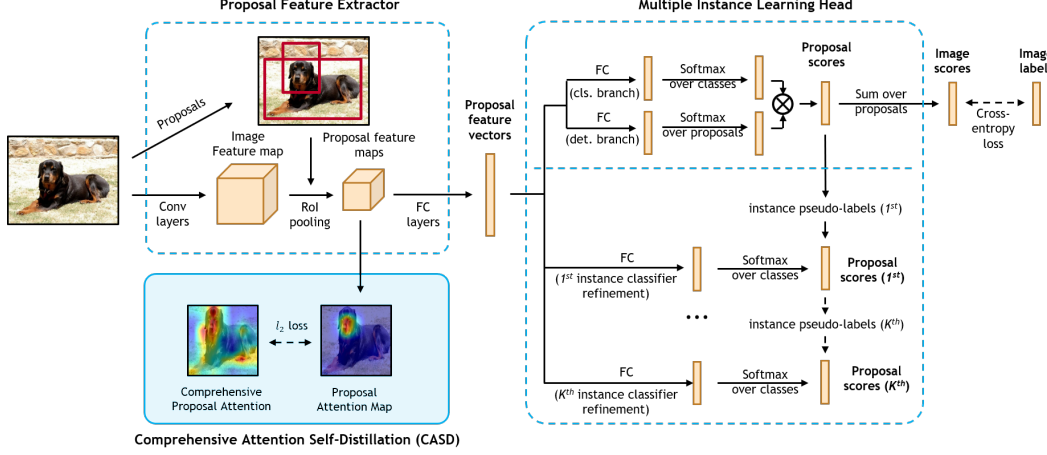 Proposal Feature Extractor
Multiple Instance Learning Head
Proposals
Image
Feature map
Proposal feature
maps
Conv
layers
RoI
pooling
FC
layers
Proposal
feature
vectors
FC
(cls. branch)
Softmax
over classes
FC
(det. branch)
Softmax
over proposals
Proposal
scores
Sum over
proposals
Image
scores
Cross-
entropy
loss
Image
label
instance pseudo-labels (1st)
FC
(1st instance classifier
refinement)
Softmax
over classes
Proposal
scores (1st)
...
instance pseudo-labels (Kth)
FC
(Kth instance classifier
refinement)
Softmax
over classes
Proposal
scores (Kth)
l2 loss
Comprehensive
Proposal Attention
Proposal
Attention Map
Comprehensive Attention Self-Distillation (CASD)